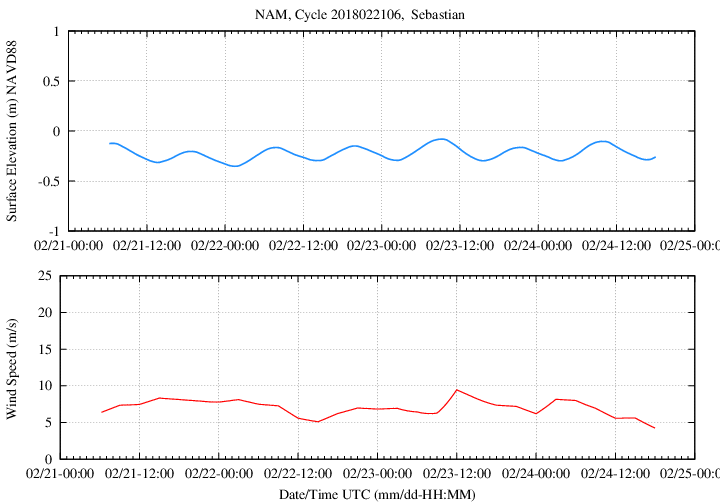 NAM, Cycle 2018022106,  Sebastian
Surface Elevation (m) NAVD88
1
0.5
0
-0.5
-1
02/21-00:00 02/21-12:00 02/22-00:00 02/22-12:00 02/23-00:00 02/23-12:00 02/24-00:00 02/24-12:00 02/25-00:0
Wind Speed (m/s)
25
20
15
10
5
0
02/21-00:00 02/21-12:00 02/22-00:00 02/22-12:00 02/23-00:00 02/23-12:00 02/24-00:00 02/24-12:00 02/25-00:0
Date/Time UTC (mm/dd-HH:MM)